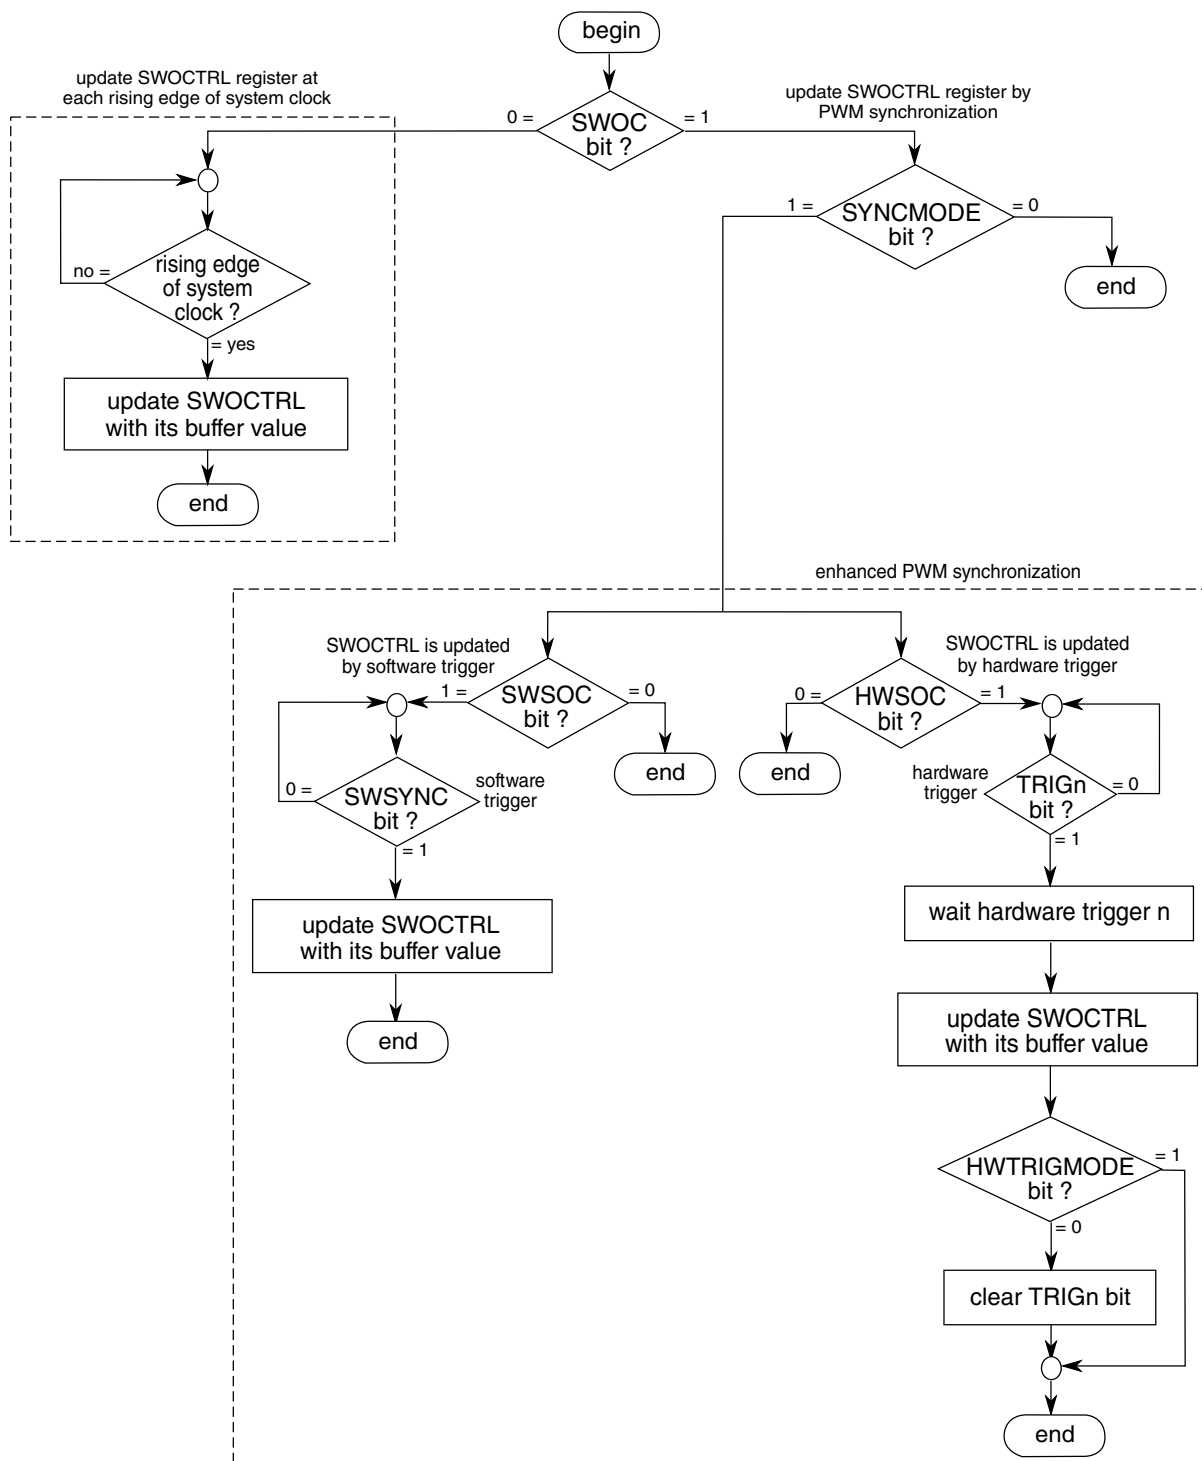 begin
update SWOCTRL register at
each rising edge of system clock
0 =
SWOC
bit ?
= 1
update SWOCTRL register by
PWM synchronization
1 =
SYNCMODE
bit ?
= 0
end
no =
rising edge
of system
clock ?
= yes
update SWOCTRL
with its buffer value
end
enhanced PWM synchronization
SWOCTRL is updated
by software trigger
1 =
SWSOC
bit ?
= 0
end
SWOCTRL is updated
by hardware trigger
0 =
HWSOC
bit ?
= 1
end
0 =
SWSYNC
bit ?
software
trigger
= 1
update SWOCTRL
with its buffer value
end
hardware
trigger
TRIGn
bit ?
= 0
= 1
wait hardware trigger n
update SWOCTRL
with its buffer value
HWTRIGMODE
bit ?
= 1
= 0
clear TRIGn bit
end